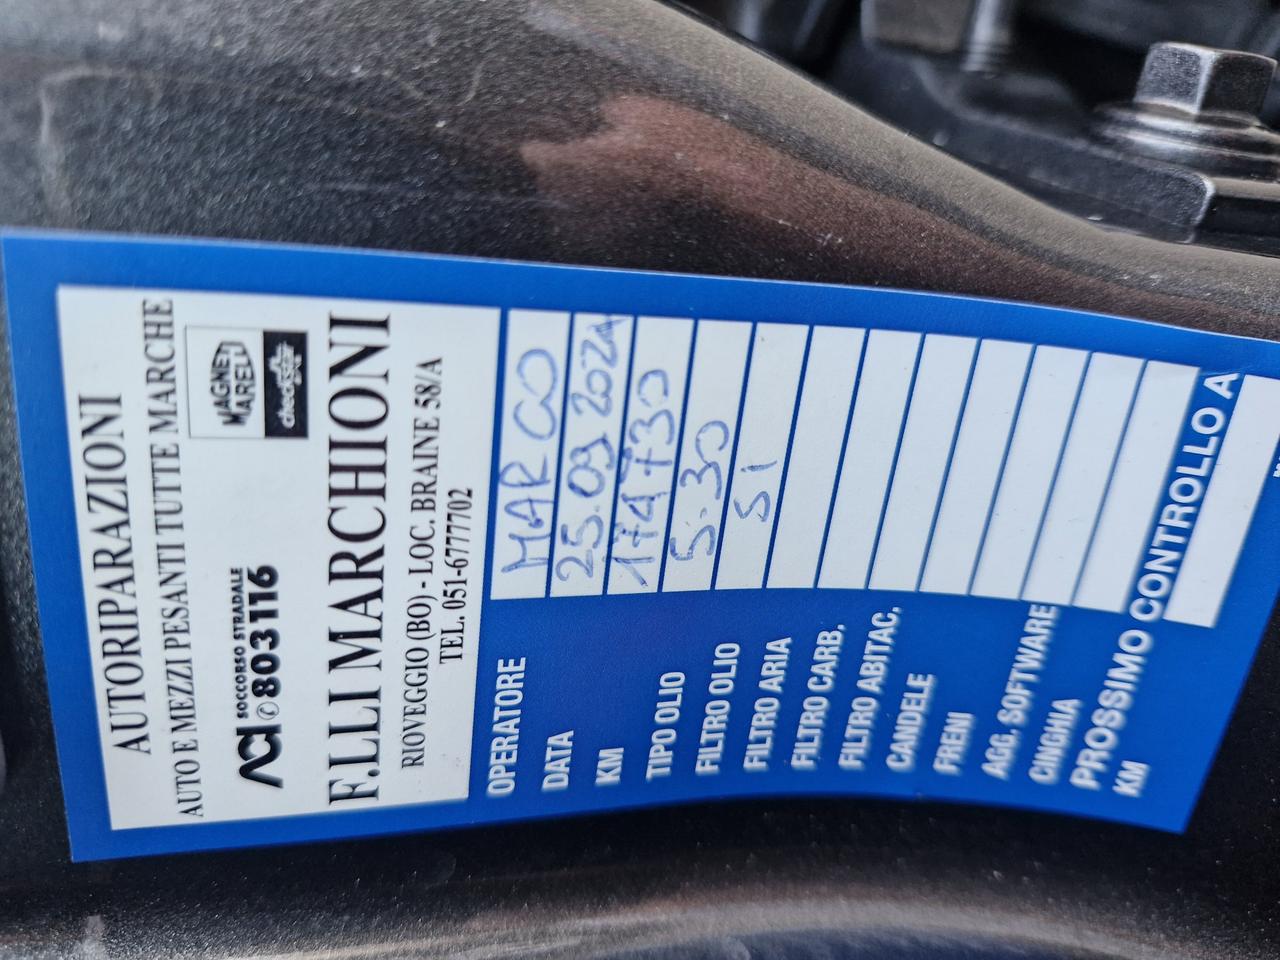 AUTORIPARAZIONI
AUTO E MEZZI PESANTI TUTTE MARCHE
ACI SOCCORSO STRADALE
803116
MAGNETI
MARELLI
checkstar
F.LLI MARCHIONI
RIOVEGGIO (BO) - LOC. BRAINE 58/A
TEL. 051-6777702
OPERATORE MARCO
DATA 25.09 2024
KM 174730
TIPO OLIO 5.30
FILTRO OLIO SI
FILTRO ARIA
FILTRO CARB.
FILTRO ABITAC.
CANDELE
FRENI
AGG. SOFTWARE
CINGHIA
PROSSIMO CONTROLLO A
KM